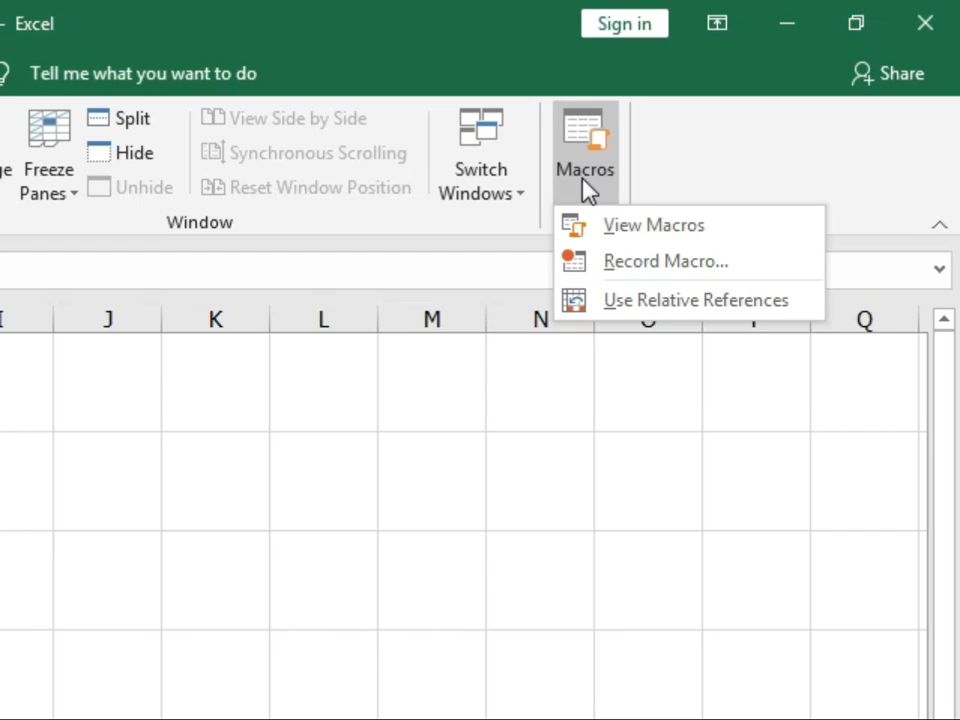 - Excel
Sign in
Tell me what you want to do
Share
ge
Freeze
Panes
Split
Hide
Unhide
View Side by Side
Synchronous Scrolling
Reset Window Position
Switch
Windows
Macros
Window
View Macros
Record Macro...
Use Relative References
J K L M N Q